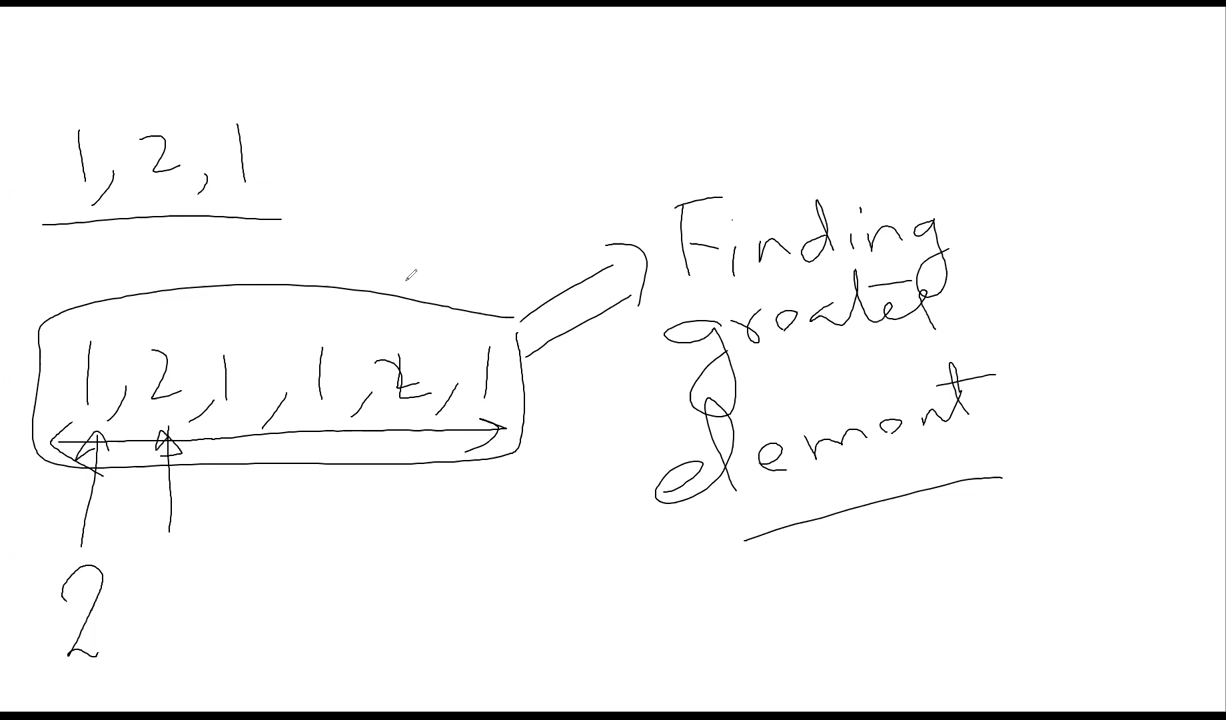 1, 2, 1
1, 2, 1, 1, 2, 1
2
Finding
greater
element